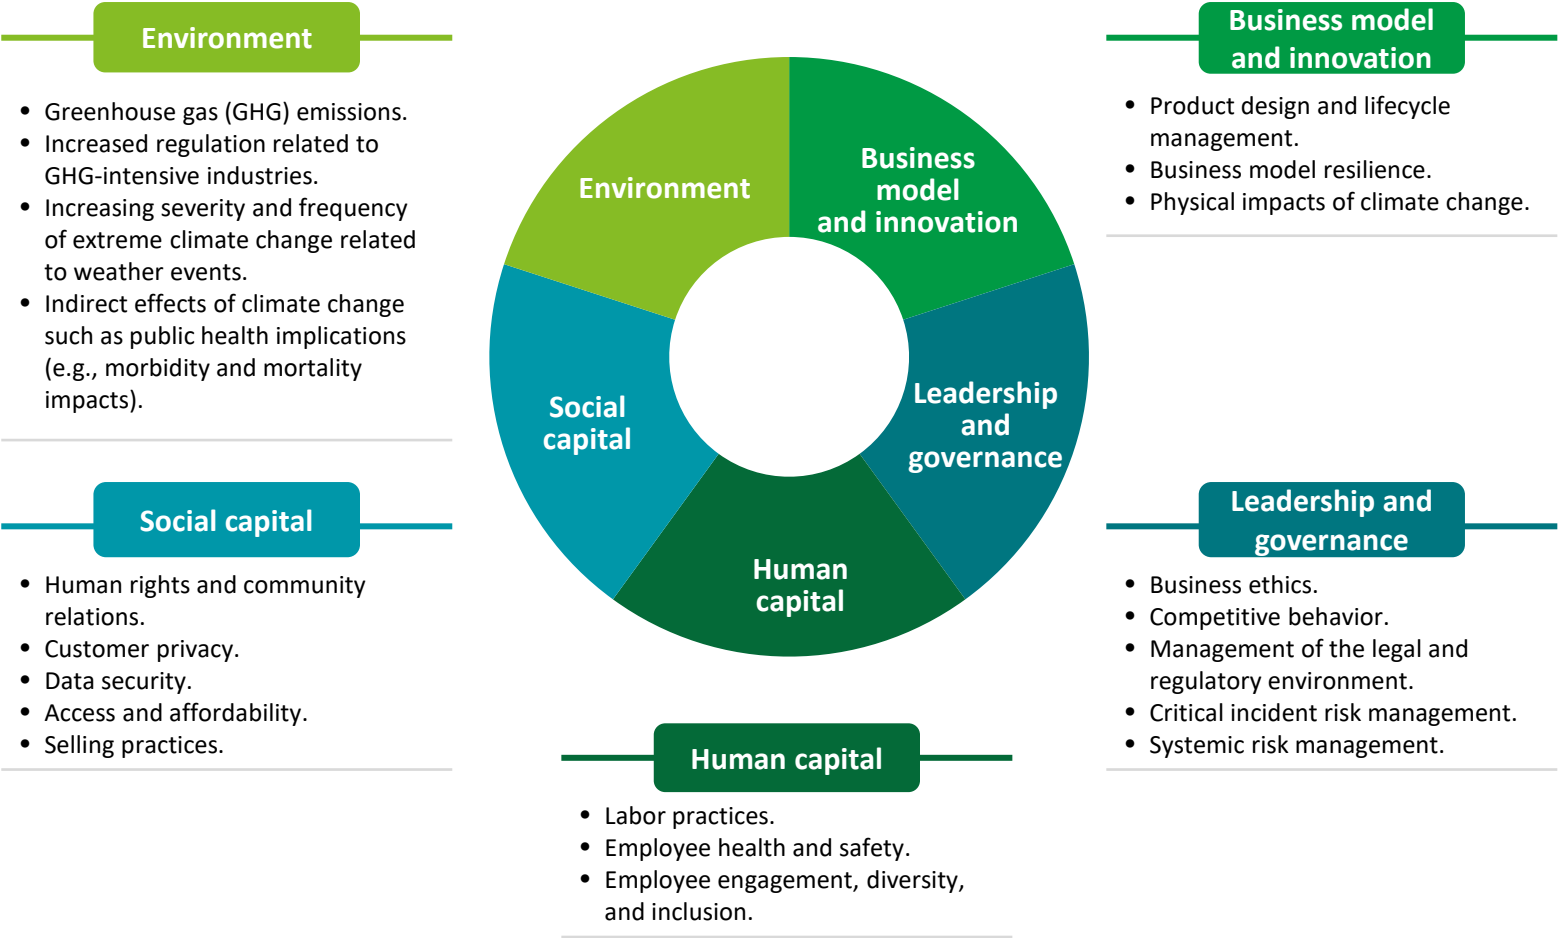 Environment
• Greenhouse gas (GHG) emissions.
• Increased regulation related to
GHG-intensive industries.
• Increasing severity and frequency
of extreme climate change related
to weather events.
• Indirect effects of climate change
such as public health implications
(e.g., morbidity and mortality
impacts).
Social capital
• Human rights and community
relations.
• Customer privacy.
• Data security.
• Access and affordability.
• Selling practices.
Environment
Business
model
and innovation
Social
capital
Leadership
and
governance
Human
capital
Human capital
• Labor practices.
• Employee health and safety.
• Employee engagement, diversity,
and inclusion.
Business model
and innovation
• Product design and lifecycle
management.
• Business model resilience.
• Physical impacts of climate change.
Leadership and
governance
• Business ethics.
• Competitive behavior.
• Management of the legal and
regulatory environment.
• Critical incident risk management.
• Systemic risk management.